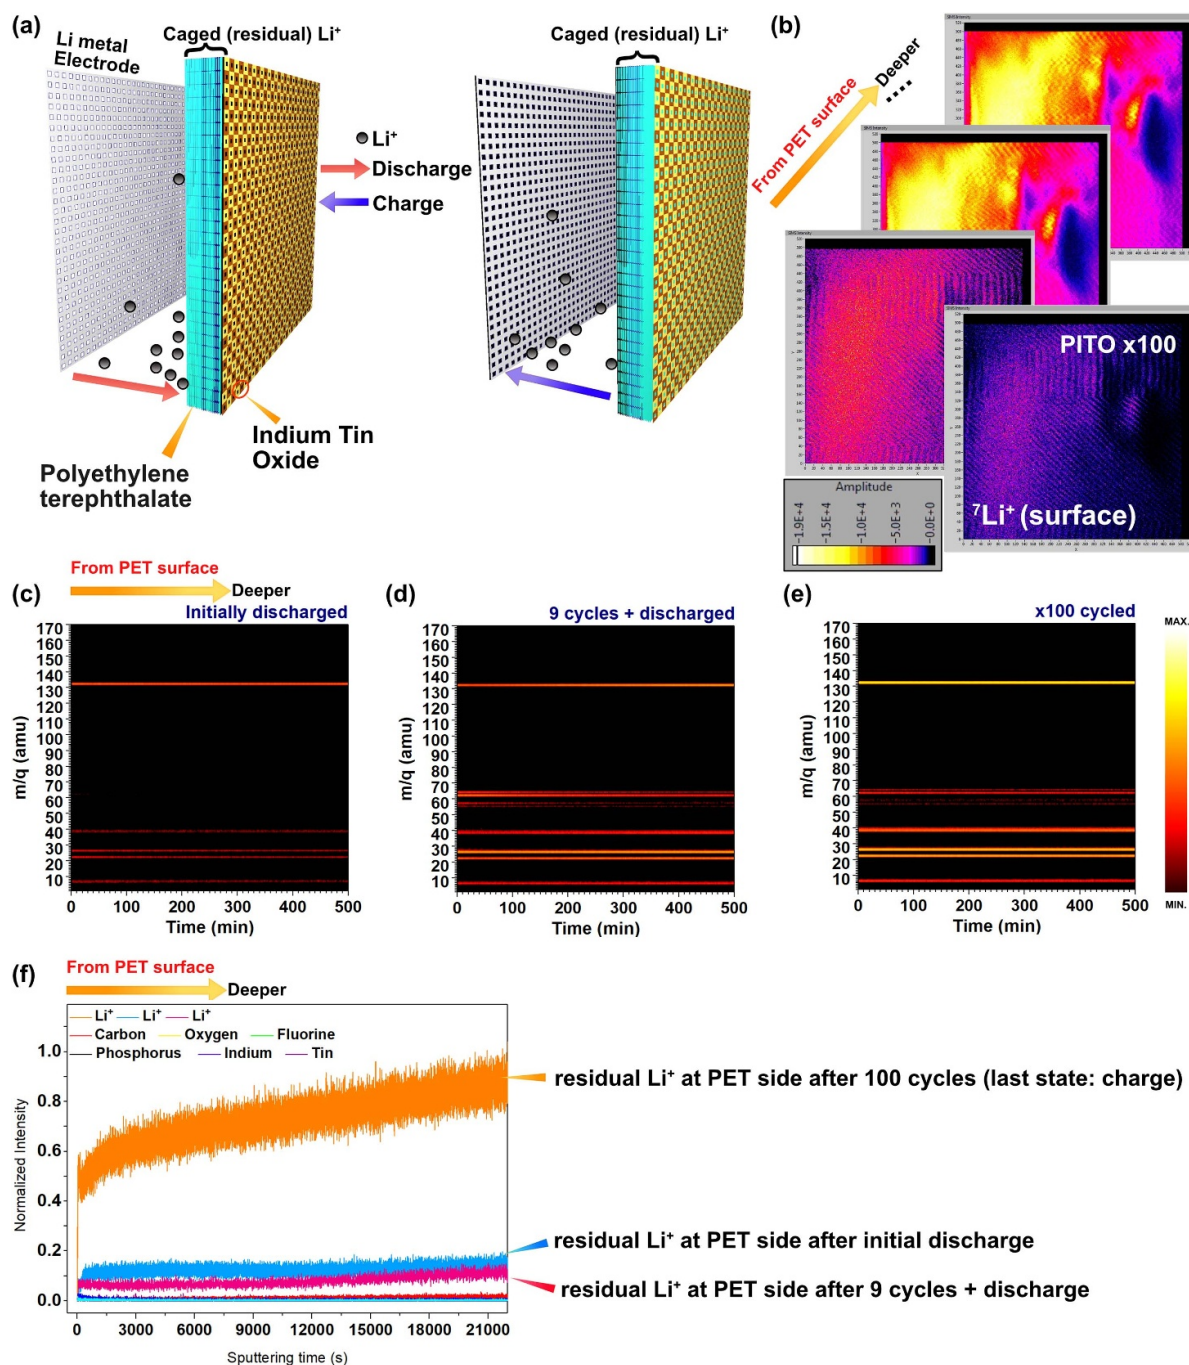 (a)
Caged (residual) Li⁺
Li metal
Electrode
Li⁺
Discharge
Charge
Polyethylene
terephthalate
Indium Tin
Oxide
Caged (residual) Li⁺
(b)
From PET surface
Deeper
....
PITO x100
⁷Li⁺ (surface)
Amplitude
-1.9E+4
-1.5E+4
-1.0E+4
-5.0E+3
-0.0E+0
From PET surface
Deeper
(c)
Initially discharged
170
160
150
140
130
120
110
100
90
80
70
60
50
40
30
20
10
m/q (amu)
0 100 200 300 400 500
Time (min)
(d)
9 cycles + discharged
170
160
150
140
130
120
110
100
90
80
70
60
50
40
30
20
10
m/q (amu)
0 100 200 300 400 500
Time (min)
(e)
x100 cycled
170
160
150
140
130
120
110
100
90
80
70
60
50
40
30
20
10
m/q (amu)
0 100 200 300 400 500
Time (min)
MAX.
MIN.
(f)
From PET surface
Deeper
Li⁺ Li⁺ Li⁺
Carbon Oxygen Fluorine
Phosphorus Indium Tin
1.0
0.8
0.6
0.4
0.2
0.0
Normalized Intensity
0 3000 6000 9000 12000 15000 18000 21000
Sputtering time (s)
residual Li⁺ at PET side after 100 cycles (last state: charge)
residual Li⁺ at PET side after initial discharge
residual Li⁺ at PET side after 9 cycles + discharge